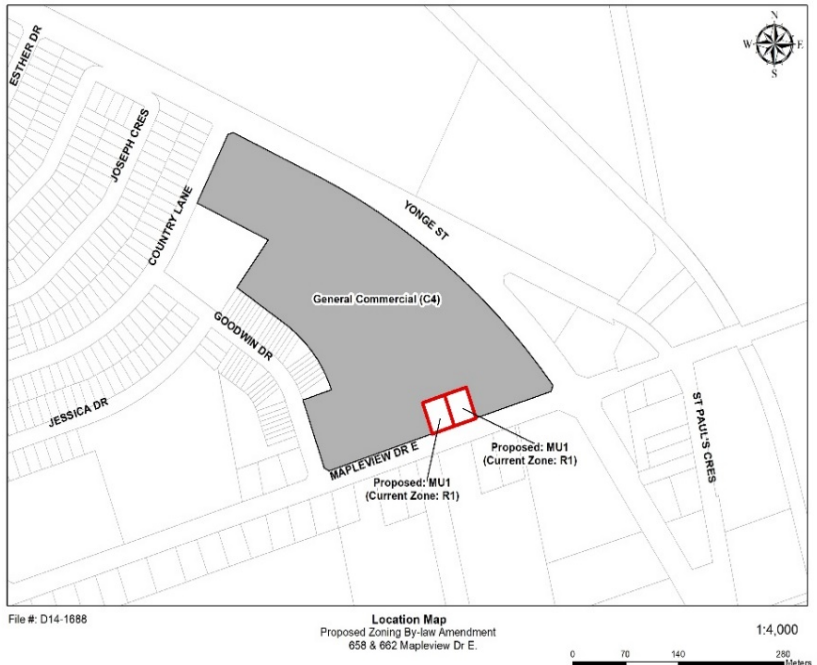 N
W E
S
ESTHER DR
JOSEPH CRES
COUNTRY LANE
YONGE ST
General Commercial (C4)
GOODWIN DR
JESSICA DR
ST PAUL'S CRES
MAPLEVIEW DR E
Proposed: MU1
(Current Zone: R1)
Proposed: MU1
(Current Zone: R1)
File #: D14-1688
Location Map
Proposed Zoning By-law Amendment
658 & 662 Mapleview Dr E.
1:4,000
0 70 140 280
Meters